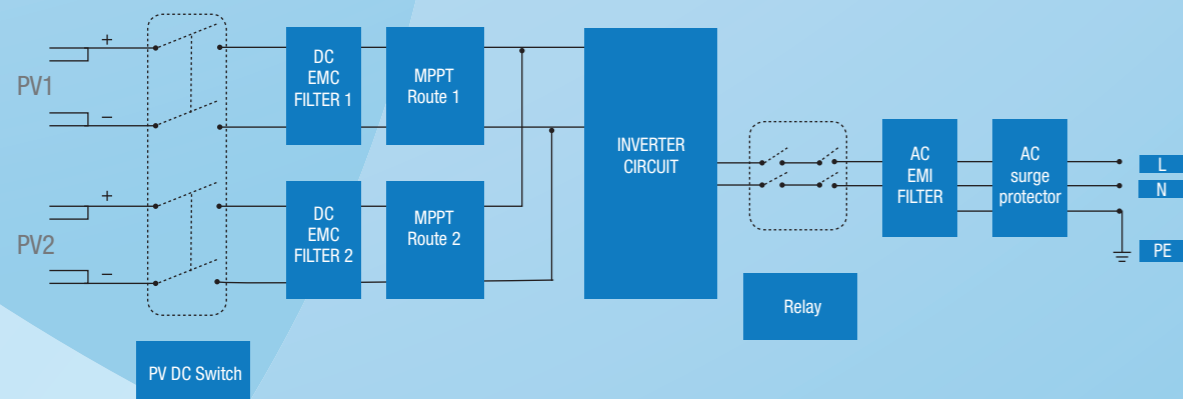 PV1
+
−
PV2
+
−
PV DC Switch
DC
EMC
FILTER 1
MPPT
Route 1
DC
EMC
FILTER 2
MPPT
Route 2
INVERTER
CIRCUIT
Relay
AC
EMI
FILTER
AC
surge
protector
L
N
PE